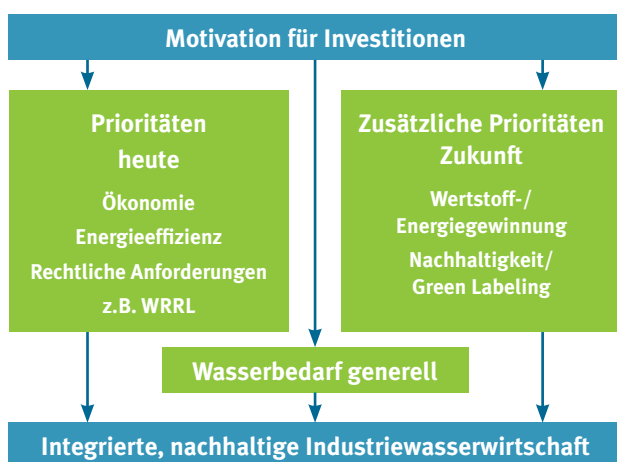 Motivation für Investitionen
Prioritäten
heute
Ökonomie
Energieeffizienz
Rechtliche Anforderungen
z.B. WRRL
Zusätzliche Prioritäten
Zukunft
Wertstoff-/
Energiegewinnung
Nachhaltigkeit/
Green Labeling
Wasserbedarf generell
Integrierte, nachhaltige Industriewasserwirtschaft